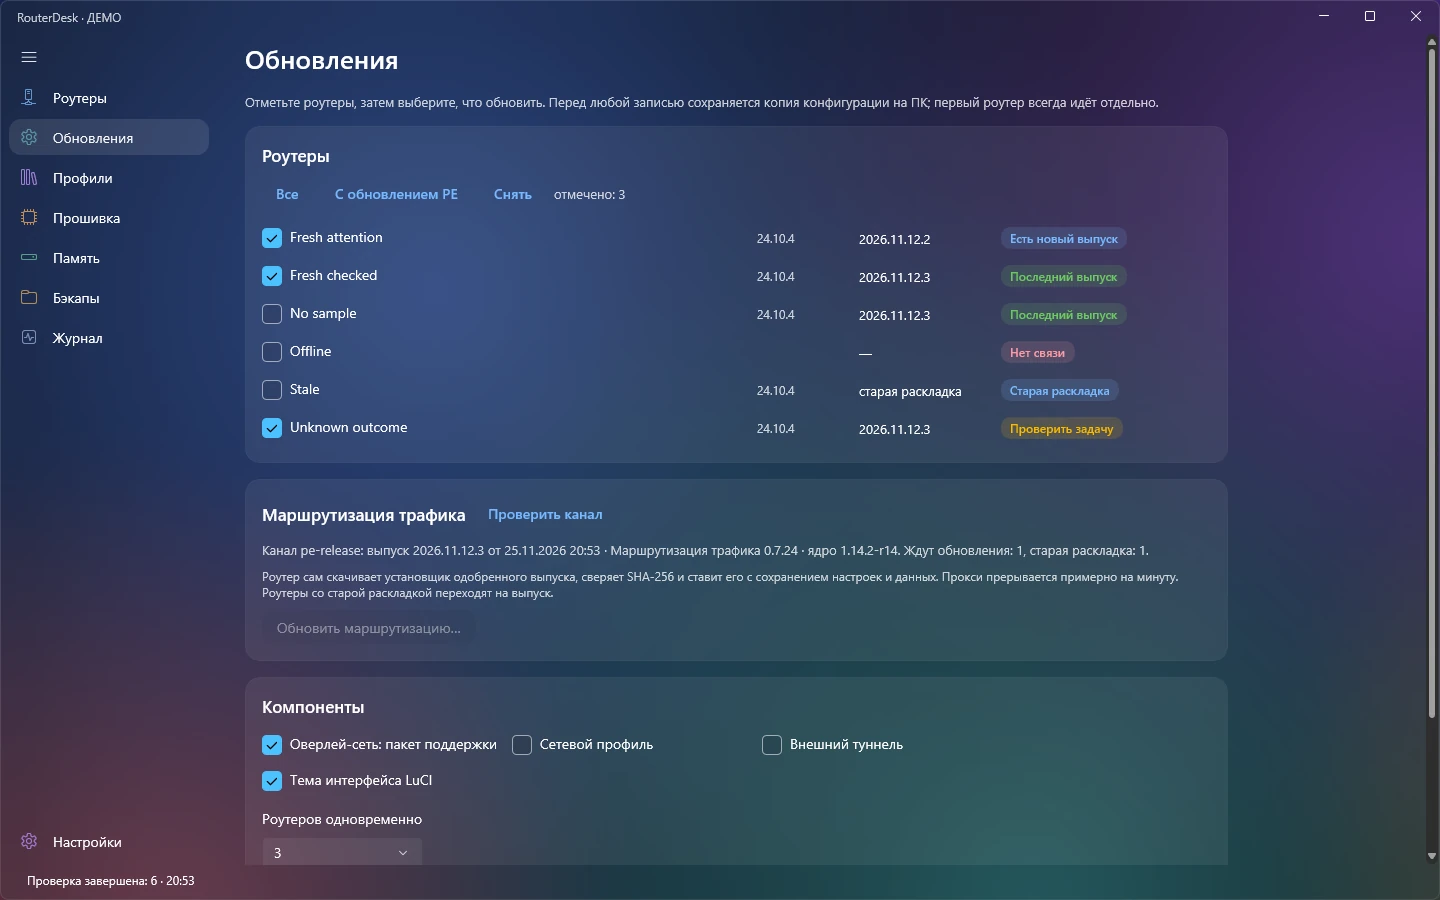 RouterDesk · ДЕМО
Роутеры
Обновления
Профили
Прошивка
Память
Бэкапы
Журнал
Настройки
Проверка завершена: 6 · 20:53
Обновления
Отметьте роутеры, затем выберите, что обновить. Перед любой записью сохраняется копия конфигурации на ПК; первый роутер всегда идёт отдельно.
Роутеры
Все С обновлением PE Снять отмечено: 3
Fresh attention 24.10.4 2026.11.12.2 Есть новый выпуск
Fresh checked 24.10.4 2026.11.12.3 Последний выпуск
No sample 24.10.4 2026.11.12.3 Последний выпуск
Offline — Нет связи
Stale 24.10.4 старая раскладка Старая раскладка
Unknown outcome 24.10.4 2026.11.12.3 Проверить задачу
Маршрутизация трафика Проверить канал
Канал pe-release: выпуск 2026.11.12.3 от 25.11.2026 20:53 · Маршрутизация трафика 0.7.24 · ядро 1.14.2-r14. Ждут обновления: 1, старая раскладка: 1.
Роутер сам скачивает установщик одобренного выпуска, сверяет SHA-256 и ставит его с сохранением настроек и данных. Прокси прерывается примерно на минуту.
Роутеры со старой раскладкой переходят на выпуск.
Обновить маршрутизацию...
Компоненты
Оверлей-сеть: пакет поддержки Сетевой профиль Внешний туннель
Тема интерфейса LuCI
Роутеров одновременно
3